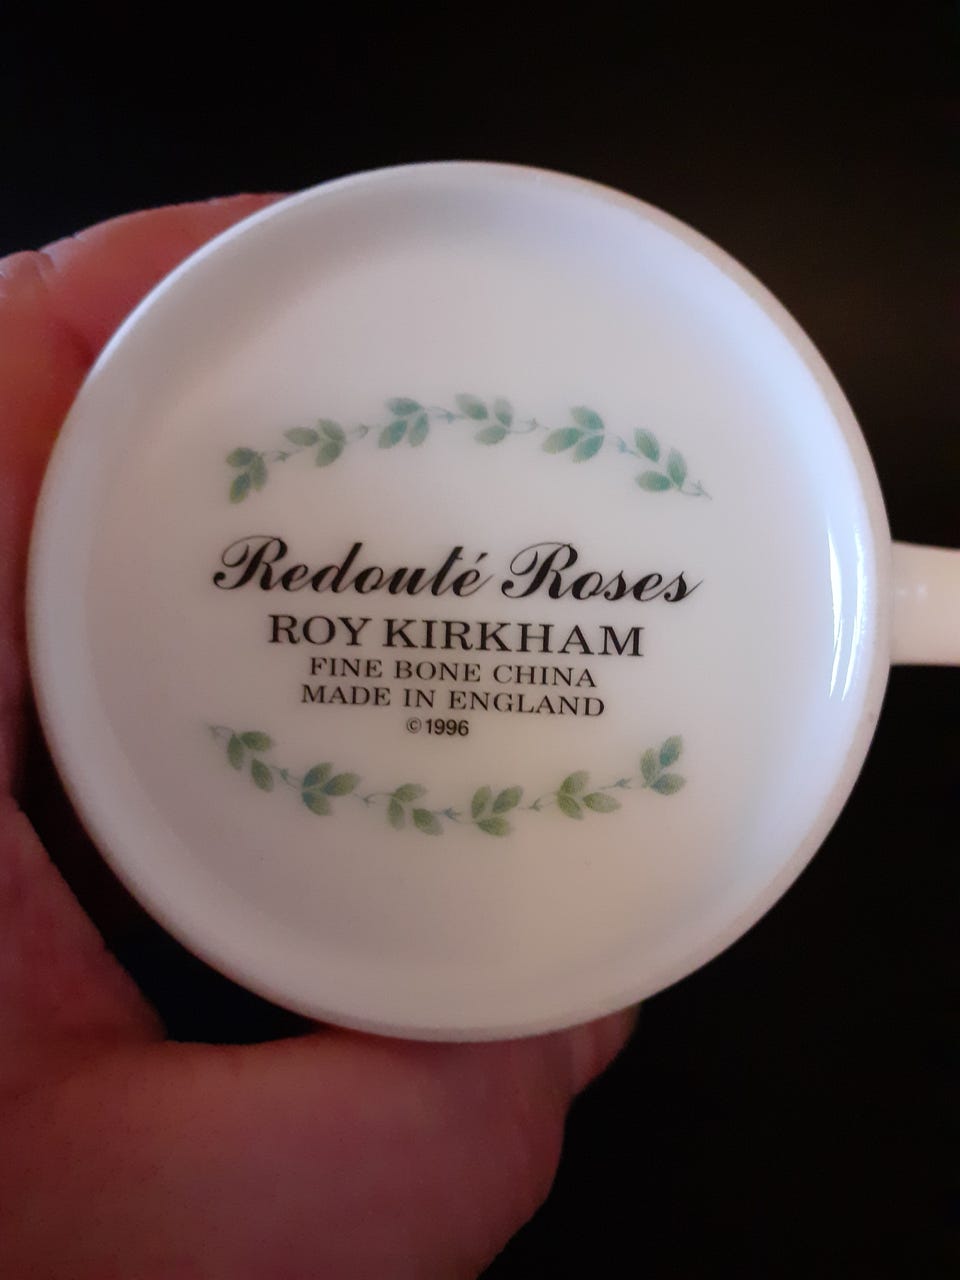 Redouté Roses
ROY KIRKHAM
FINE BONE CHINA
MADE IN ENGLAND
©1996